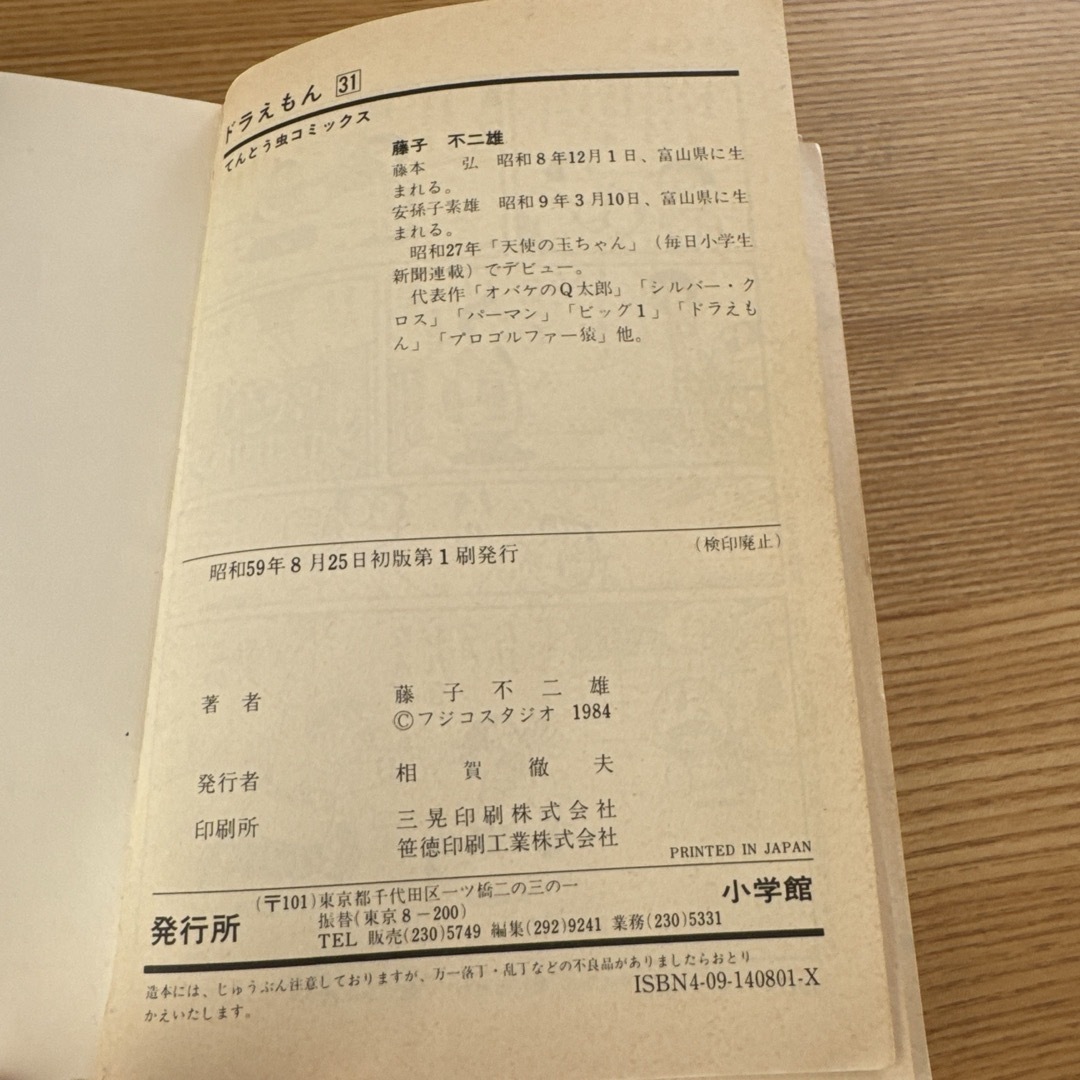 ドラえもん 31
てんとう虫コミックス
藤子 不二雄
藤本 弘 昭和8年12月1日、富山県に生
まれる。
安孫子素雄 昭和9年3月10日、富山県に生
まれる。
昭和27年「天使の玉ちゃん」(毎日小学生
新聞連載)でデビュー。
代表作「オバケのQ太郎」「シルバー・ク
ロス」「パーマン」「ビッグ1」「ドラえも
ん」「プロゴルファー猿」他。
昭和59年8月25日初版第1刷発行
(検印廃止)
著者 藤子不二雄
©フジコスタジオ 1984
発行者 相賀徹夫
印刷所 三晃印刷株式会社
笹徳印刷工業株式会社
PRINTED IN JAPAN
発行所
(〒101)東京都千代田区一ツ橋二の三の一
振替(東京8-200)
TEL 販売(230)5749 編集(292)9241 業務(230)5331
小学館
造本には、じゅうぶん注意しておりますが、万一落丁・乱丁などの不良品がありましたらおとり
かえいたします。
ISBN4-09-140801-X